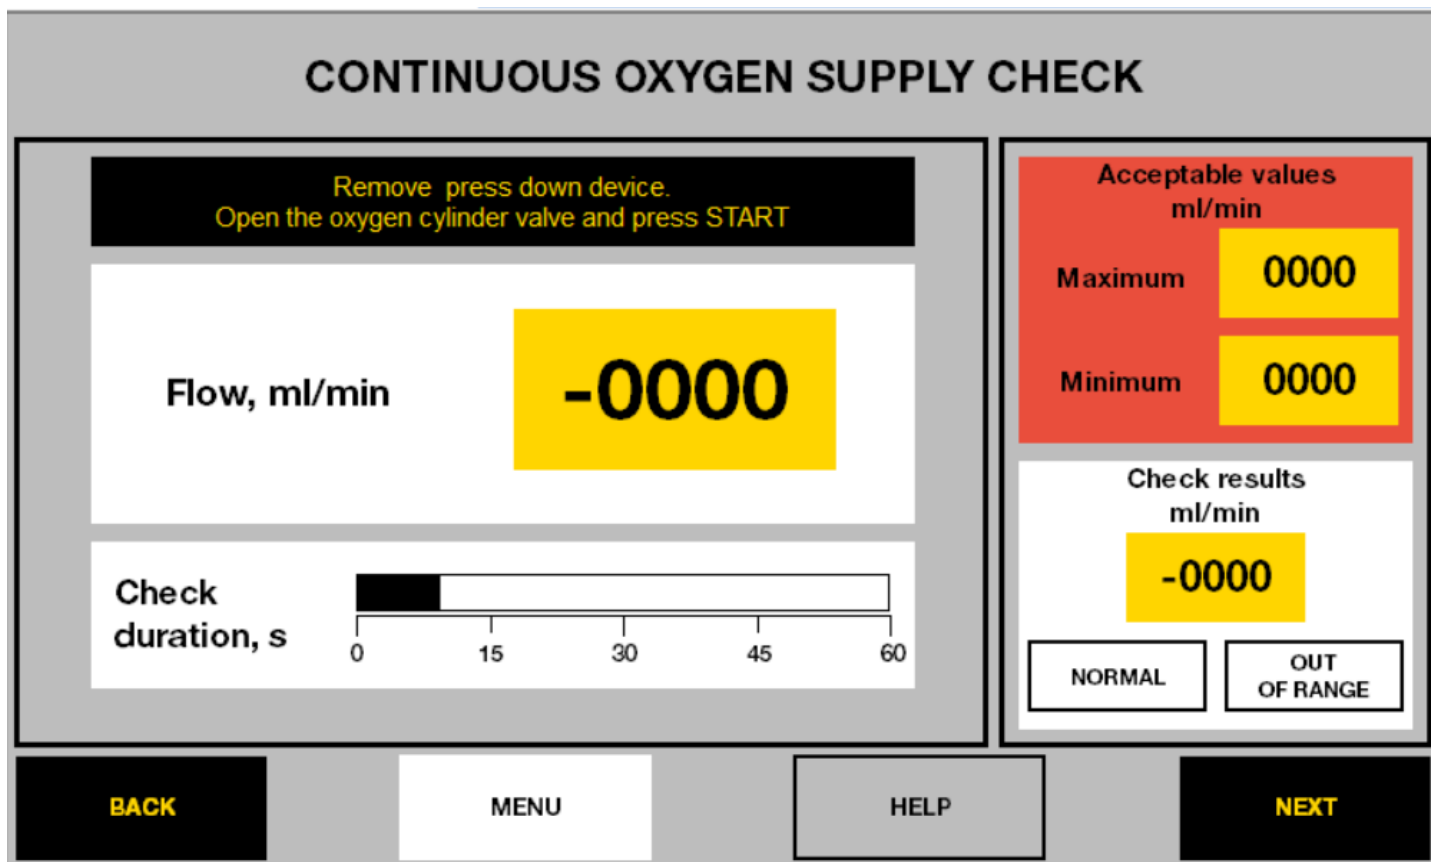 CONTINUOUS OXYGEN SUPPLY CHECK
Remove  press down device.
Open the oxygen cylinder valve and press START
Flow, ml/min
-0000
Check
duration, s
0 15 30 45 60
Acceptable values
ml/min
Maximum 0000
Minimum 0000
Check results
ml/min
-0000
NORMAL
OUT
OF RANGE
BACK
MENU
HELP
NEXT